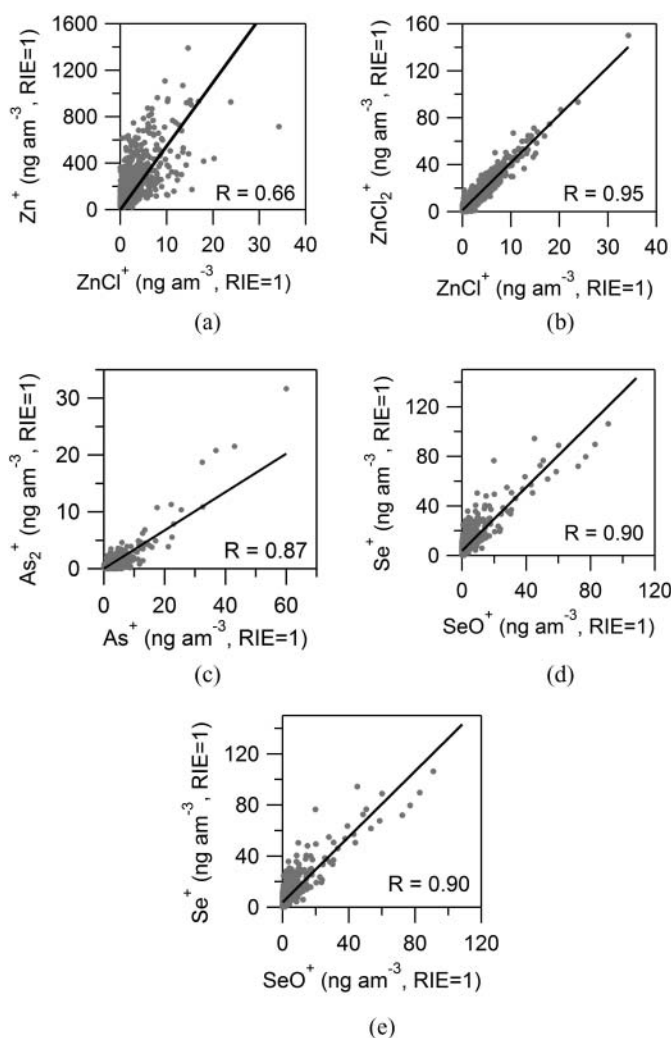 1600
1200
800
400
0
Zn⁺ (ng am⁻³, RIE=1)
R = 0.66
0 10 20 30 40
ZnCl⁺ (ng am⁻³, RIE=1)
(a)
160
120
80
40
0
ZnCl₂⁺ (ng am⁻³, RIE=1)
R = 0.95
0 10 20 30 40
ZnCl⁺ (ng am⁻³, RIE=1)
(b)
30
20
10
0
As₂⁺ (ng am⁻³, RIE=1)
R = 0.87
0 20 40 60
As⁺ (ng am⁻³, RIE=1)
(c)
120
80
40
0
Se⁺ (ng am⁻³, RIE=1)
R = 0.90
0 40 80 120
SeO⁺ (ng am⁻³, RIE=1)
(d)
120
80
40
0
Se⁺ (ng am⁻³, RIE=1)
R = 0.90
0 40 80 120
SeO⁺ (ng am⁻³, RIE=1)
(e)